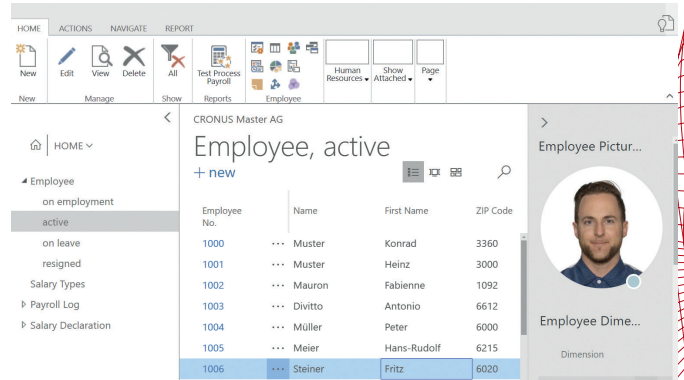 HOME ACTIONS NAVIGATE REPORT
New Edit View Delete All Test Process Payroll Human Resources Show Attached Page
New Manage Show Reports Employee
CRONUS Master AG
HOME
Employee, active
+ new
Employee
on employment
active
on leave
resigned
Salary Types
Payroll Log
Salary Declaration
Employee No. Name First Name ZIP Code
1000 ... Muster Konrad 3360
1001 ... Muster Heinz 3000
1002 ... Mauron Fabienne 1092
1003 ... Divitto Antonio 6612
1004 ... Müller Peter 6000
1005 Meier Hans-Rudolf 6215
1006 ... Steiner Fritz 6020
Employee Pictur...
Employee Dime...
Dimension